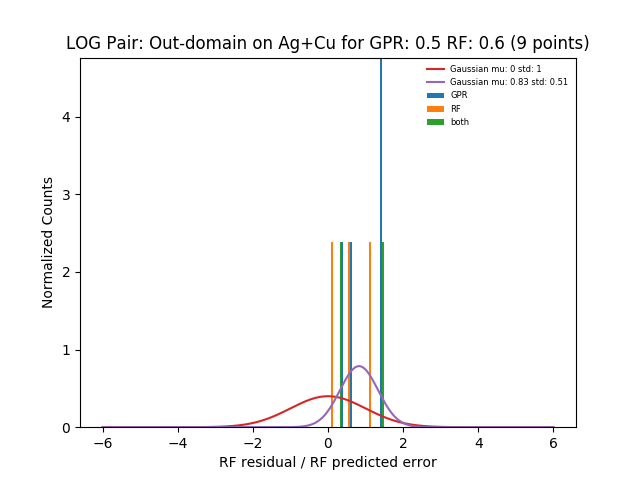 LOG Pair: Out-domain on Ag+Cu for GPR: 0.5 RF: 0.6 (9 points)
Gaussian mu: 0 std: 1
Gaussian mu: 0.83 std: 0.51
GPR
RF
both
Normalized Counts
4
3
2
1
0
−6 −4 −2 0 2 4 6
RF residual / RF predicted error